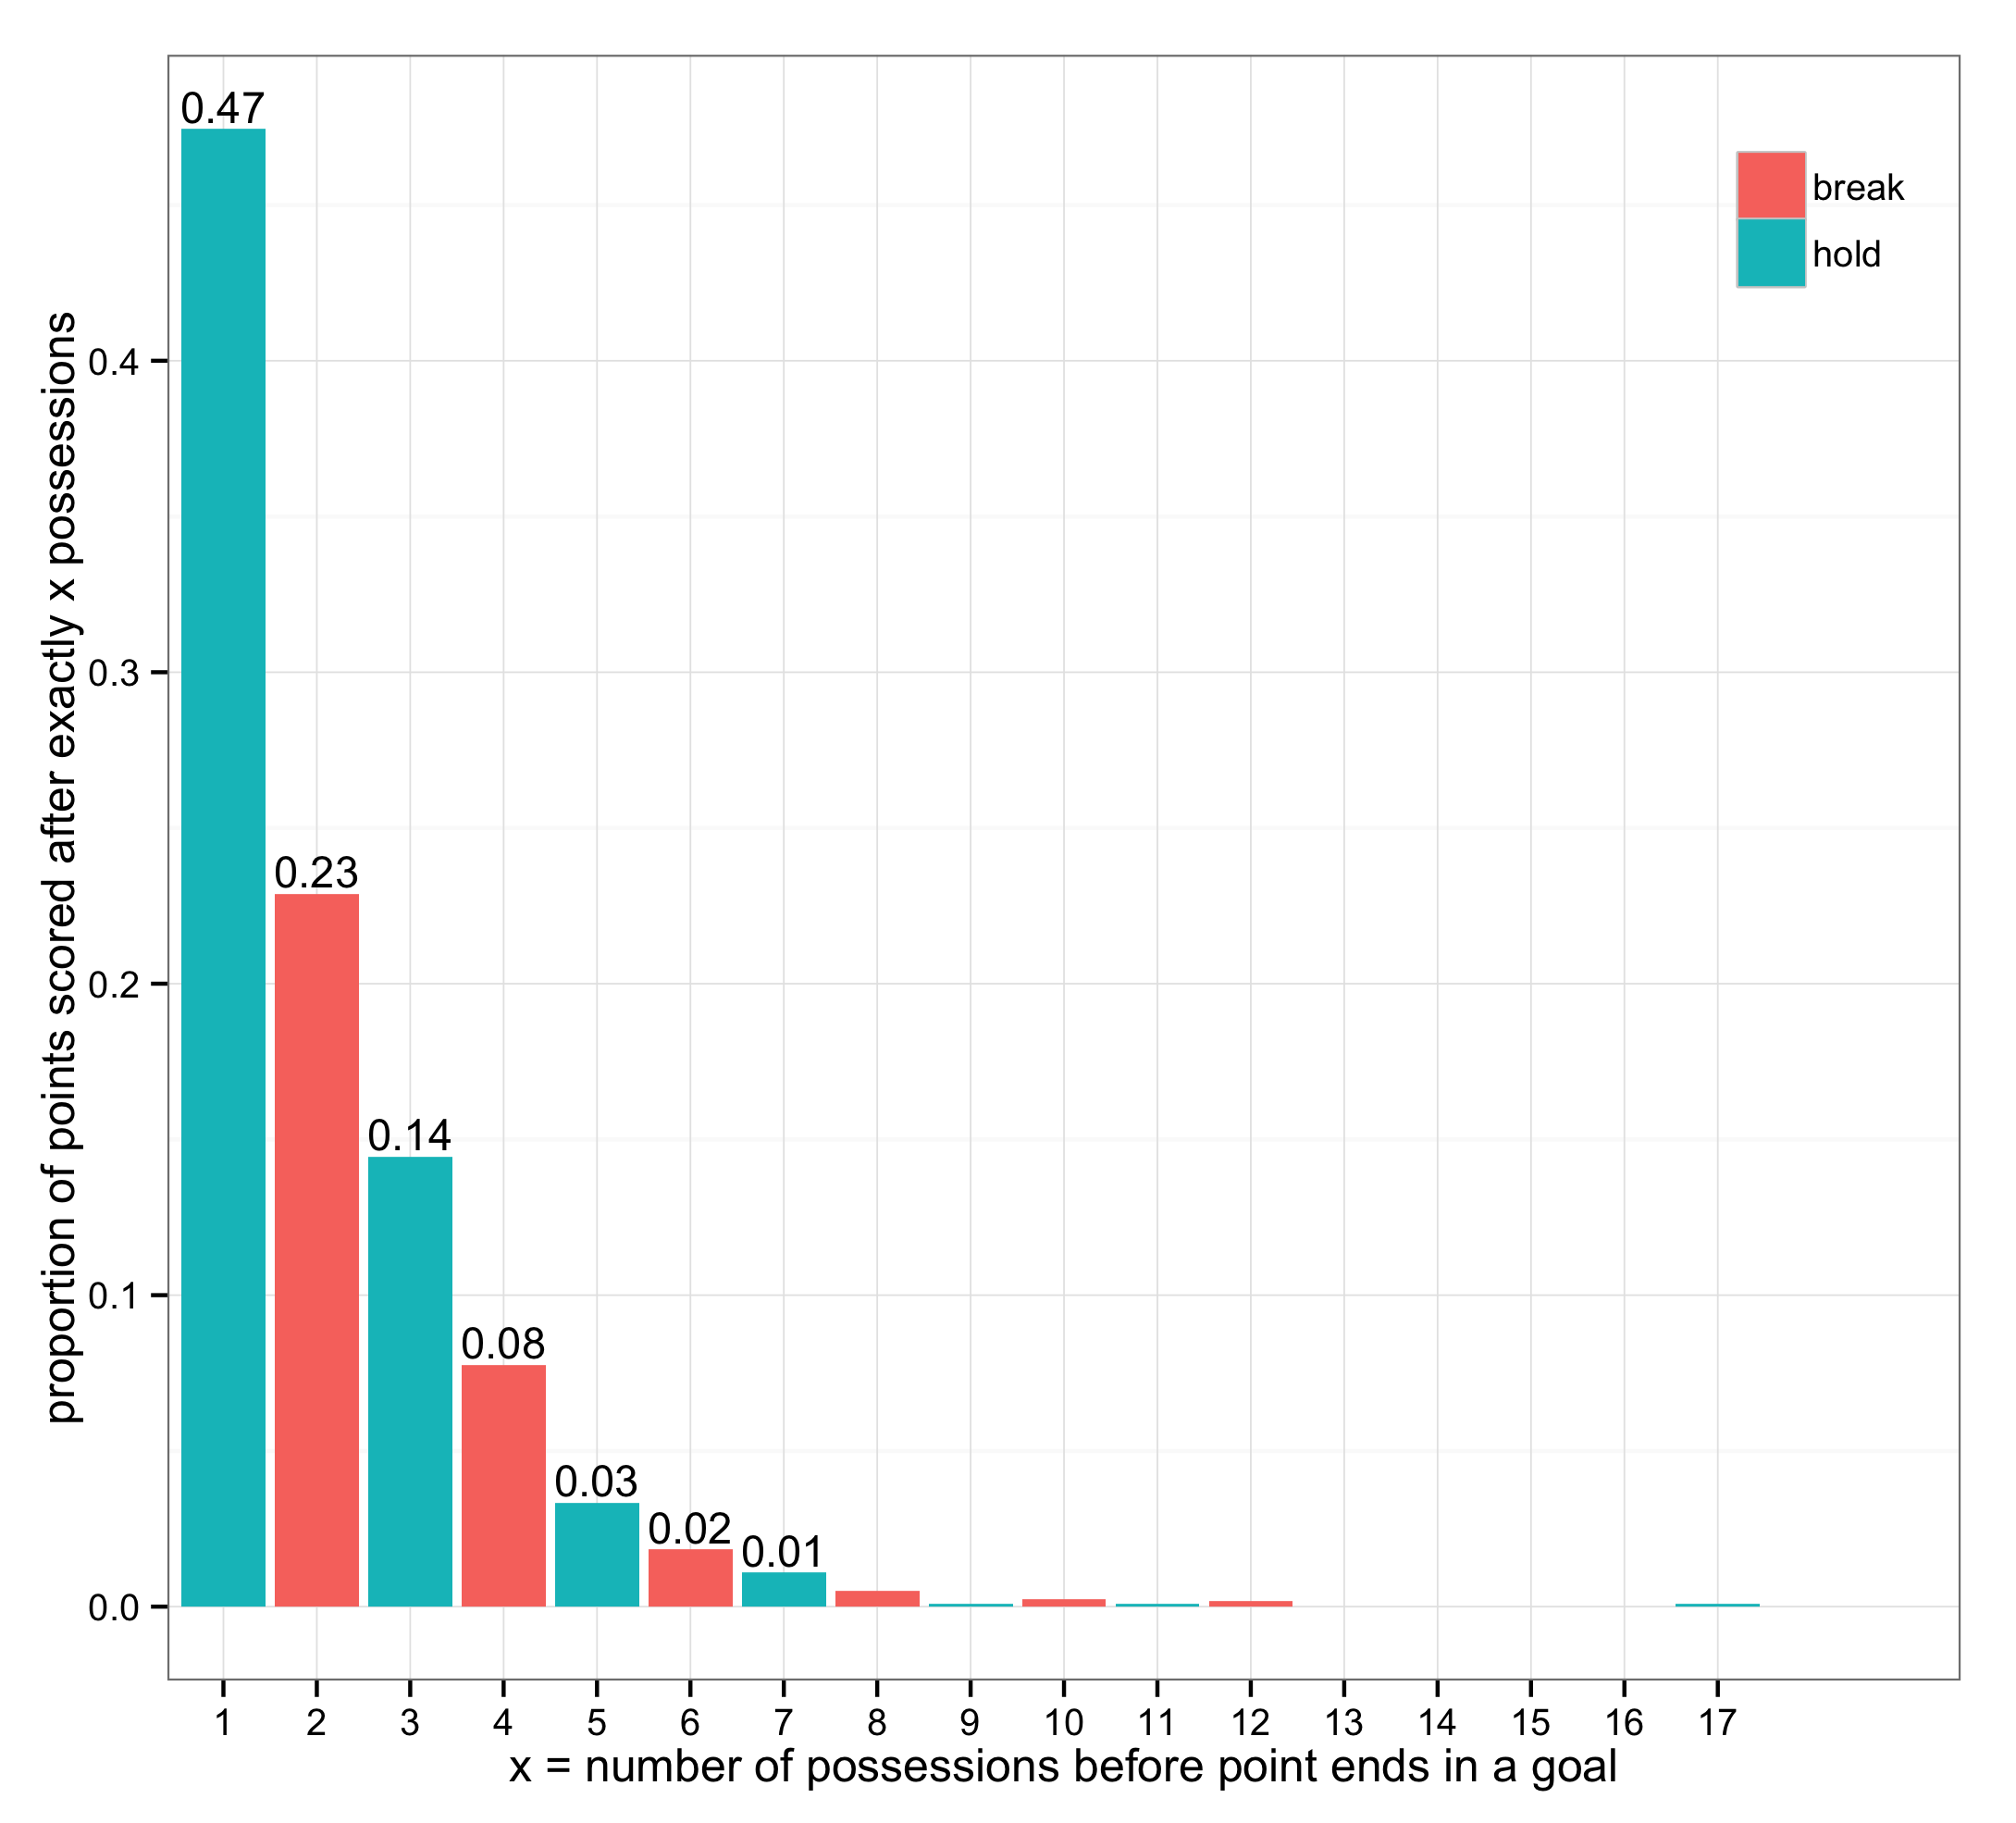 0.47
break
hold
0.4
0.3
0.23
0.2
0.14
0.1
0.08
0.03
0.02
0.01
0.0
proportion of points scored after exactly x possessions
1 2 3 4 5 6 7 8 9 10 11 12 13 14 15 16 17
x = number of possessions before point ends in a goal